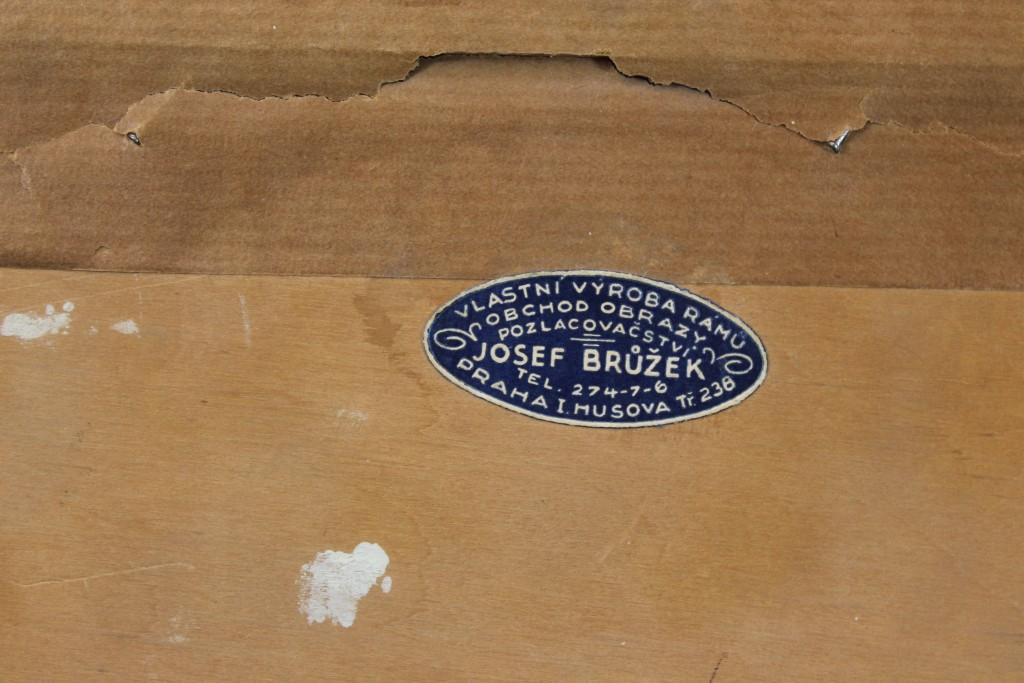 VLASTNÍ VÝROBA RÁMŮ
OBCHOD OBRAZY
POZLACOVAČSTVÍ
JOSEF BRŮŽEK
TEL. 274-7-6
PRAHA I. HUSOVA Tř. 238